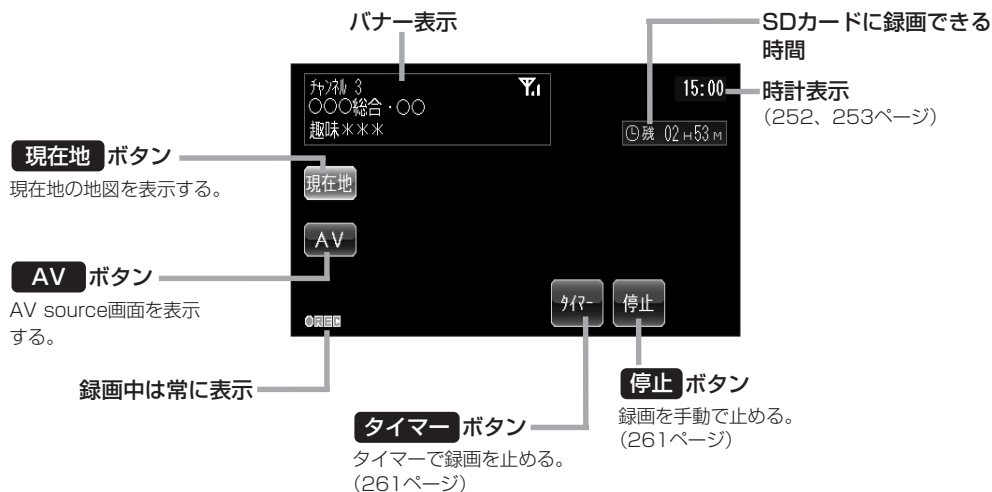 バナー表示
SDカードに録画できる
時間
チャンネル 3
○○○総合・○○
趣味＊＊＊
15:00
残 02H53M
時計表示
（252、253ページ）
現在地 ボタン
現在地の地図を表示する。
現在地
AV
AV ボタン
AV source画面を表示
する。
REC
タイマー
停止
録画中は常に表示
停止 ボタン
録画を手動で止める。
（261ページ）
タイマー ボタン
タイマーで録画を止める。
（261ページ）